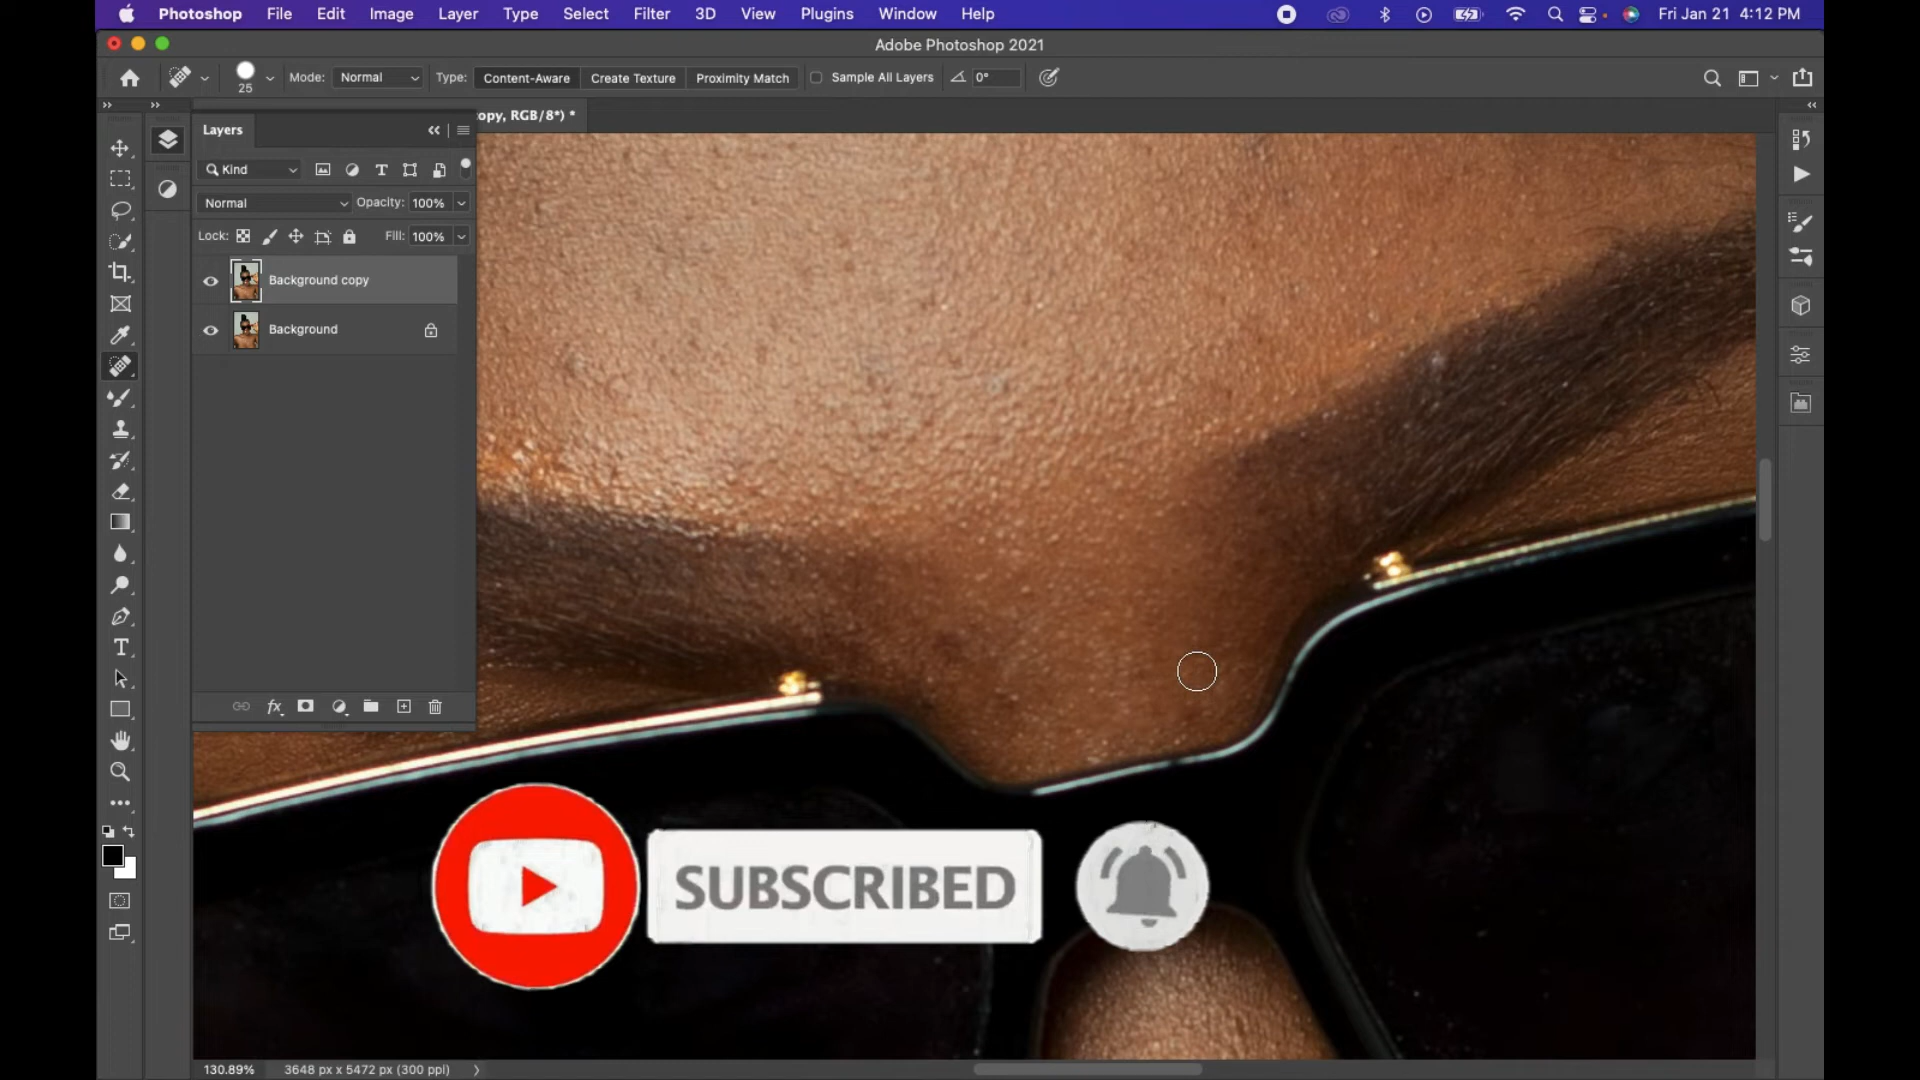 Photoshop File Edit Image Layer Type Select Filter 3D View Plugins Window Help Fri Jan 21 4:12 PM
Adobe Photoshop 2021
25 Mode: Normal Type: Content-Aware Create Texture Proximity Match Sample All Layers 0°
opy, RGB/8*) *
Layers
Kind
Normal Opacity: 100%
Lock: Fill: 100%
Background copy
Background
fx
SUBSCRIBED
130.89% 3648 px x 5472 px (300 ppi)